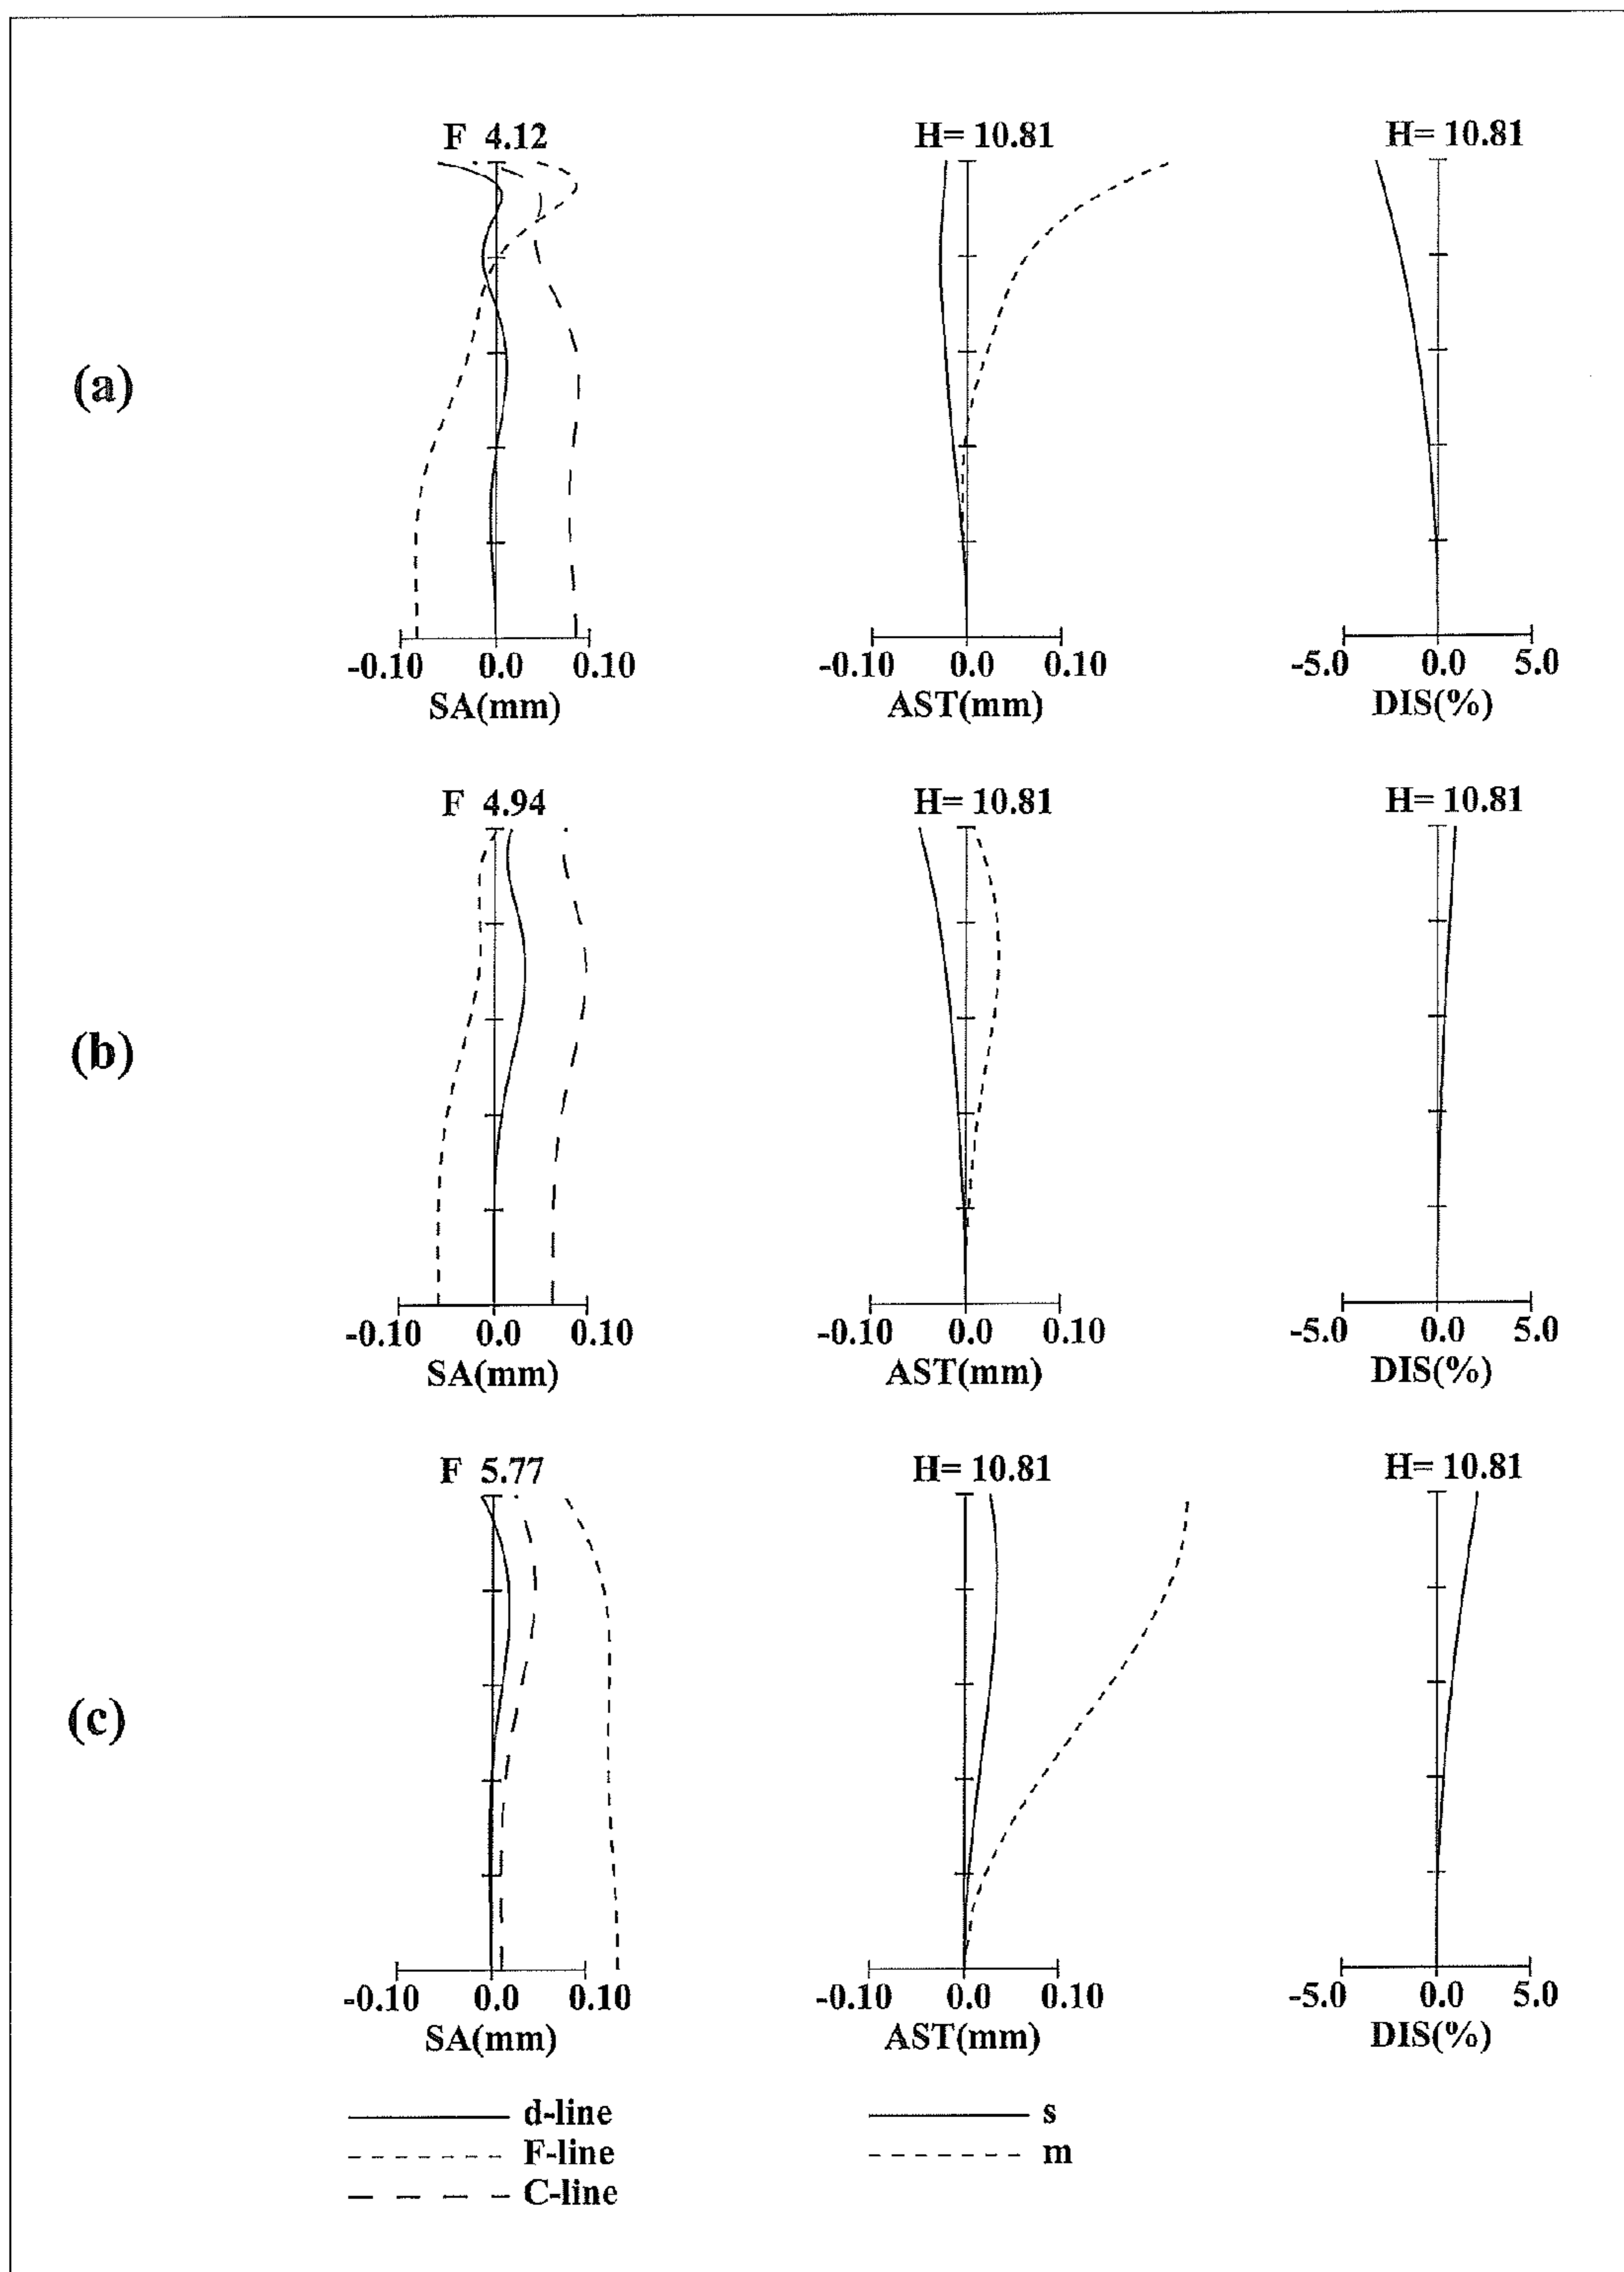 F 4.12 H= 10.81 H= 10.81
(a)
-0.10 0.0 0.10 -0.10 0.0 0.10 -5.0 0.0 5.0
SA(mm) AST(mm) DIS(%)
F 4.94 H= 10.81 H= 10.81
(b)
-0.10 0.0 0.10 -0.10 0.0 0.10 -5.0 0.0 5.0
SA(mm) AST(mm) DIS(%)
F 5.77 H= 10.81 H= 10.81
(c)
-0.10 0.0 0.10 -0.10 0.0 0.10 -5.0 0.0 5.0
SA(mm) AST(mm) DIS(%)
d-line s
F-line m
C-line